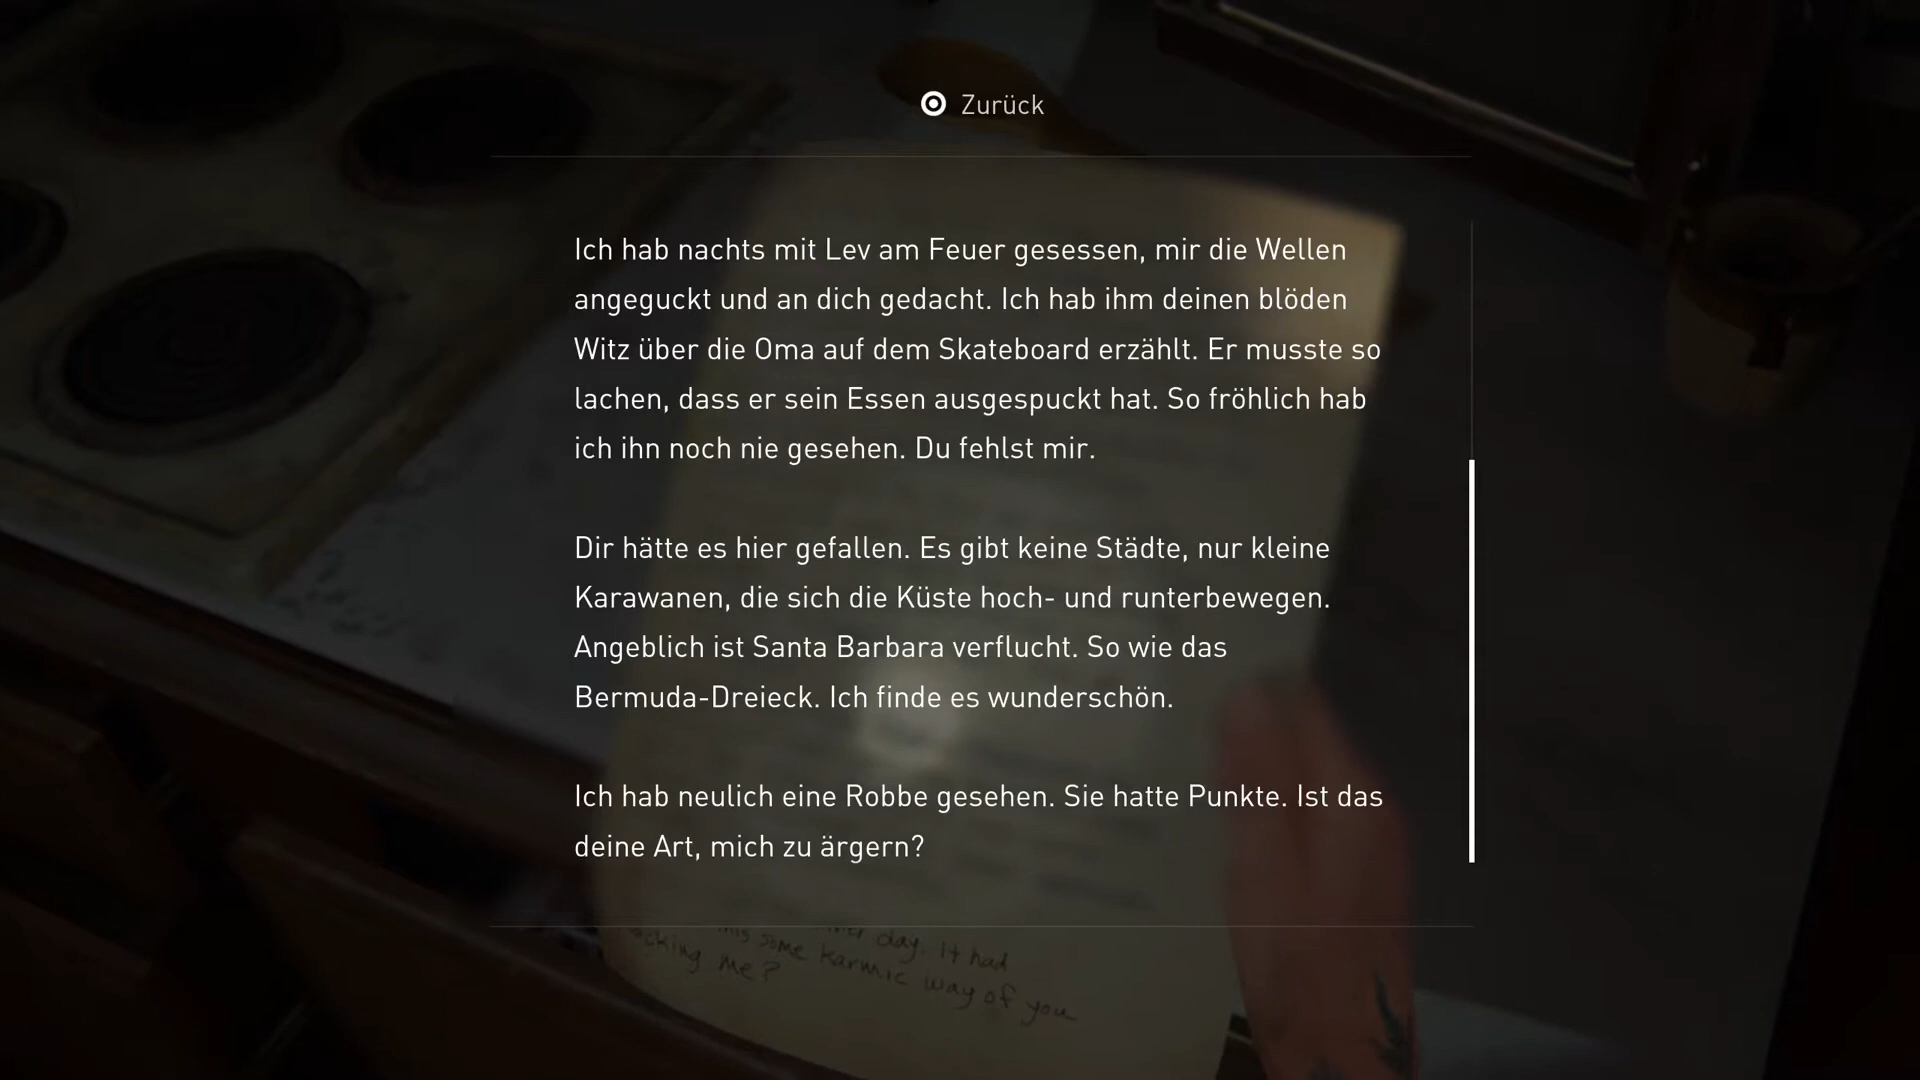 Zurück
Ich hab nachts mit Lev am Feuer gesessen, mir die Wellen
angeguckt und an dich gedacht. Ich hab ihm deinen blöden
Witz über die Oma auf dem Skateboard erzählt. Er musste so
lachen, dass er sein Essen ausgespuckt hat. So fröhlich hab
ich ihn noch nie gesehen. Du fehlst mir.
Dir hätte es hier gefallen. Es gibt keine Städte, nur kleine
Karawanen, die sich die Küste hoch- und runterbewegen.
Angeblich ist Santa Barbara verflucht. So wie das
Bermuda-Dreieck. Ich finde es wunderschön.
Ich hab neulich eine Robbe gesehen. Sie hatte Punkte. Ist das
deine Art, mich zu ärgern?
day. It had
some karmic way of you
me?